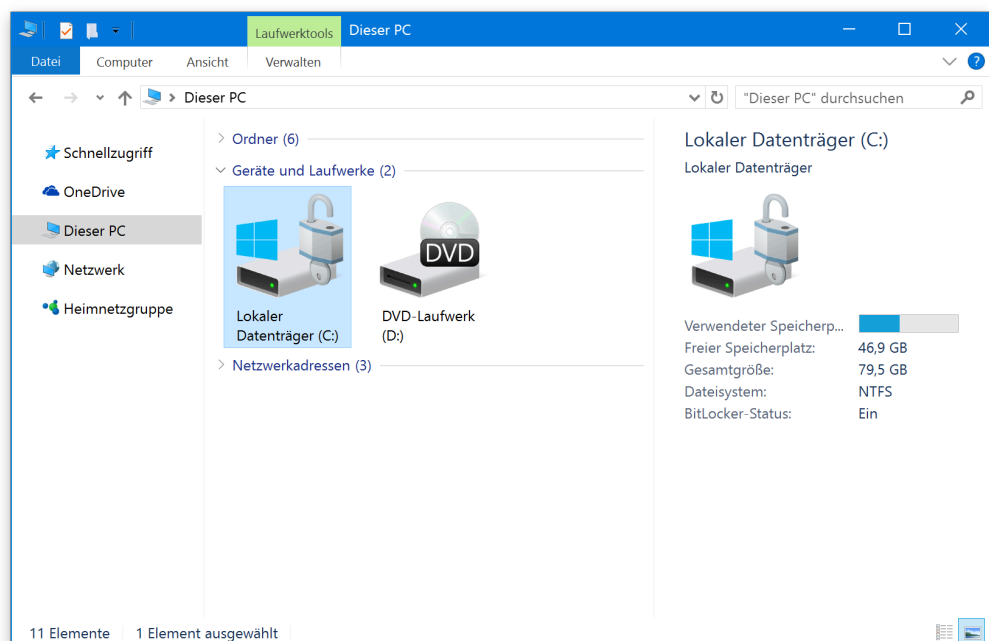 Laufwerktools Dieser PC
Datei Computer Ansicht Verwalten ?
Dieser PC "Dieser PC" durchsuchen
Schnellzugriff
OneDrive
Dieser PC
Netzwerk
Heimnetzgruppe
Ordner (6)
Geräte und Laufwerke (2)
DVD
Lokaler
Datenträger (C:)
DVD-Laufwerk
(D:)
Netzwerkadressen (3)
Lokaler Datenträger (C:)
Lokaler Datenträger
Verwendeter Speicherp...
Freier Speicherplatz: 46,9 GB
Gesamtgröße: 79,5 GB
Dateisystem: NTFS
BitLocker-Status: Ein
11 Elemente 1 Element ausgewählt